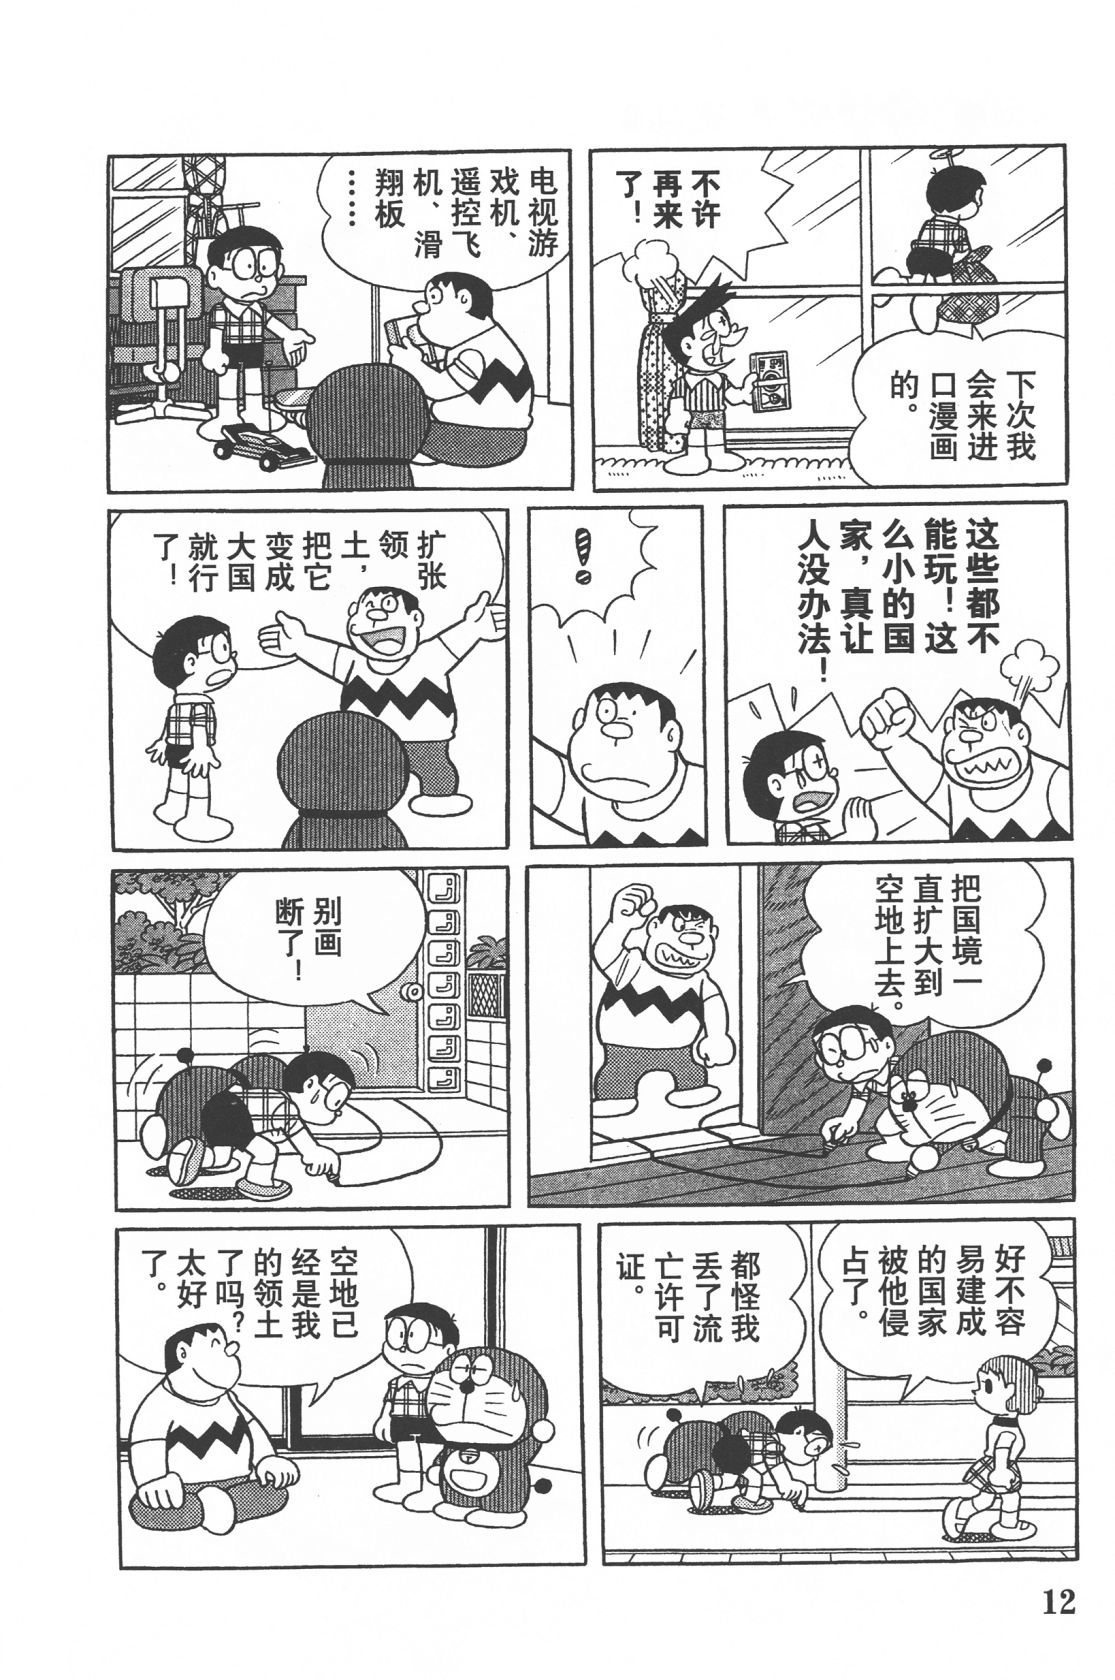 不许
再来
了！
下次我
会来进
口漫画
的。
电视游
戏机、
遥控飞
机、滑
翔板
……
这些都不
能玩！这
么小的国
家，真让
人没办法！
！
扩张
领土，
把它
变成
大国
就行
了！
把国境一
直扩大到
空地上去。
别画
断了！
好不容
易建成
的国家
被他侵
占了。
都怪我
丢了流
亡许可
证。
空地已
经是我
的领土
了吗？
太好
了。
12